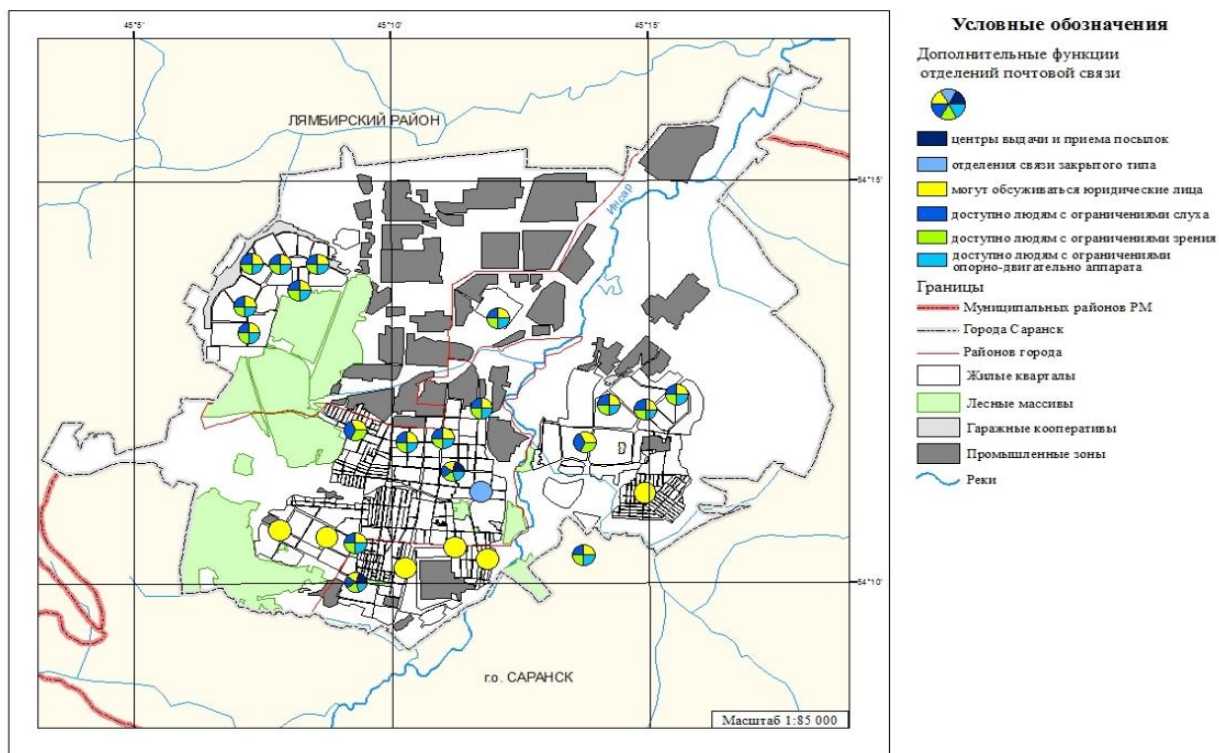 45°5'
45°10'
45°15'
ЛЯМБИРСКИЙ РАЙОН
54°15'
Инсар
54°10'
г.о. САРАНСК
Масштаб 1:85 000
Условные обозначения
Дополнительные функции
отделений почтовой связи
центры выдачи и приема посылок
отделения связи закрытого типа
могут обсуживаться юридические лица
доступно людям с ограничениями слуха
доступно людям с ограничениями зрения
доступно людям с ограничениями
опорно-двигательно аппарата
Границы
Муниципальных районов РМ
Города Саранск
Районов города
Жилые кварталы
Лесные массивы
Гаражные кооперативы
Промышленные зоны
Реки